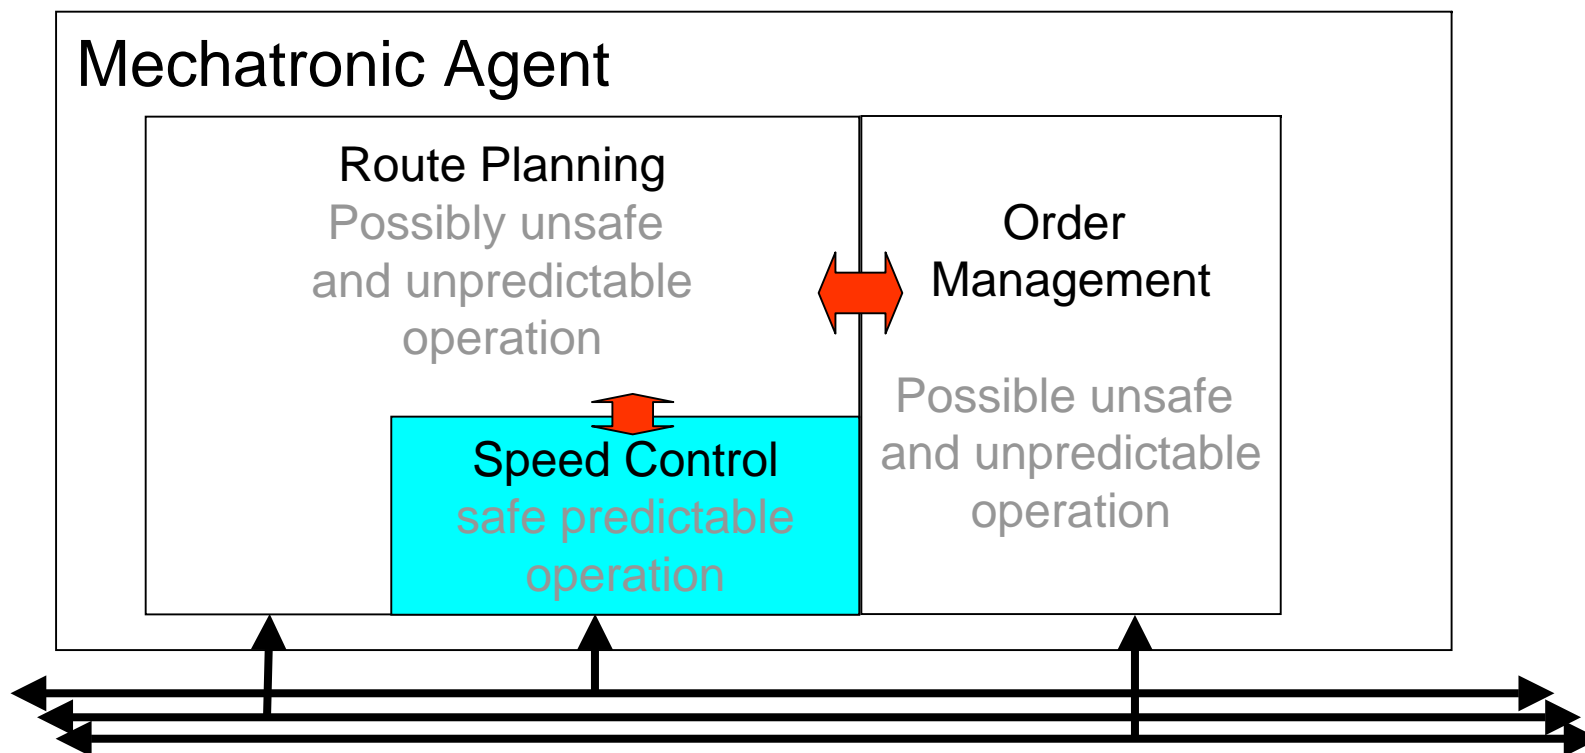 Mechatronic Agent
Route Planning
Possibly unsafe
and unpredictable
operation
Order
Management
Possible unsafe
and unpredictable
operation
Speed Control
safe predictable
operation